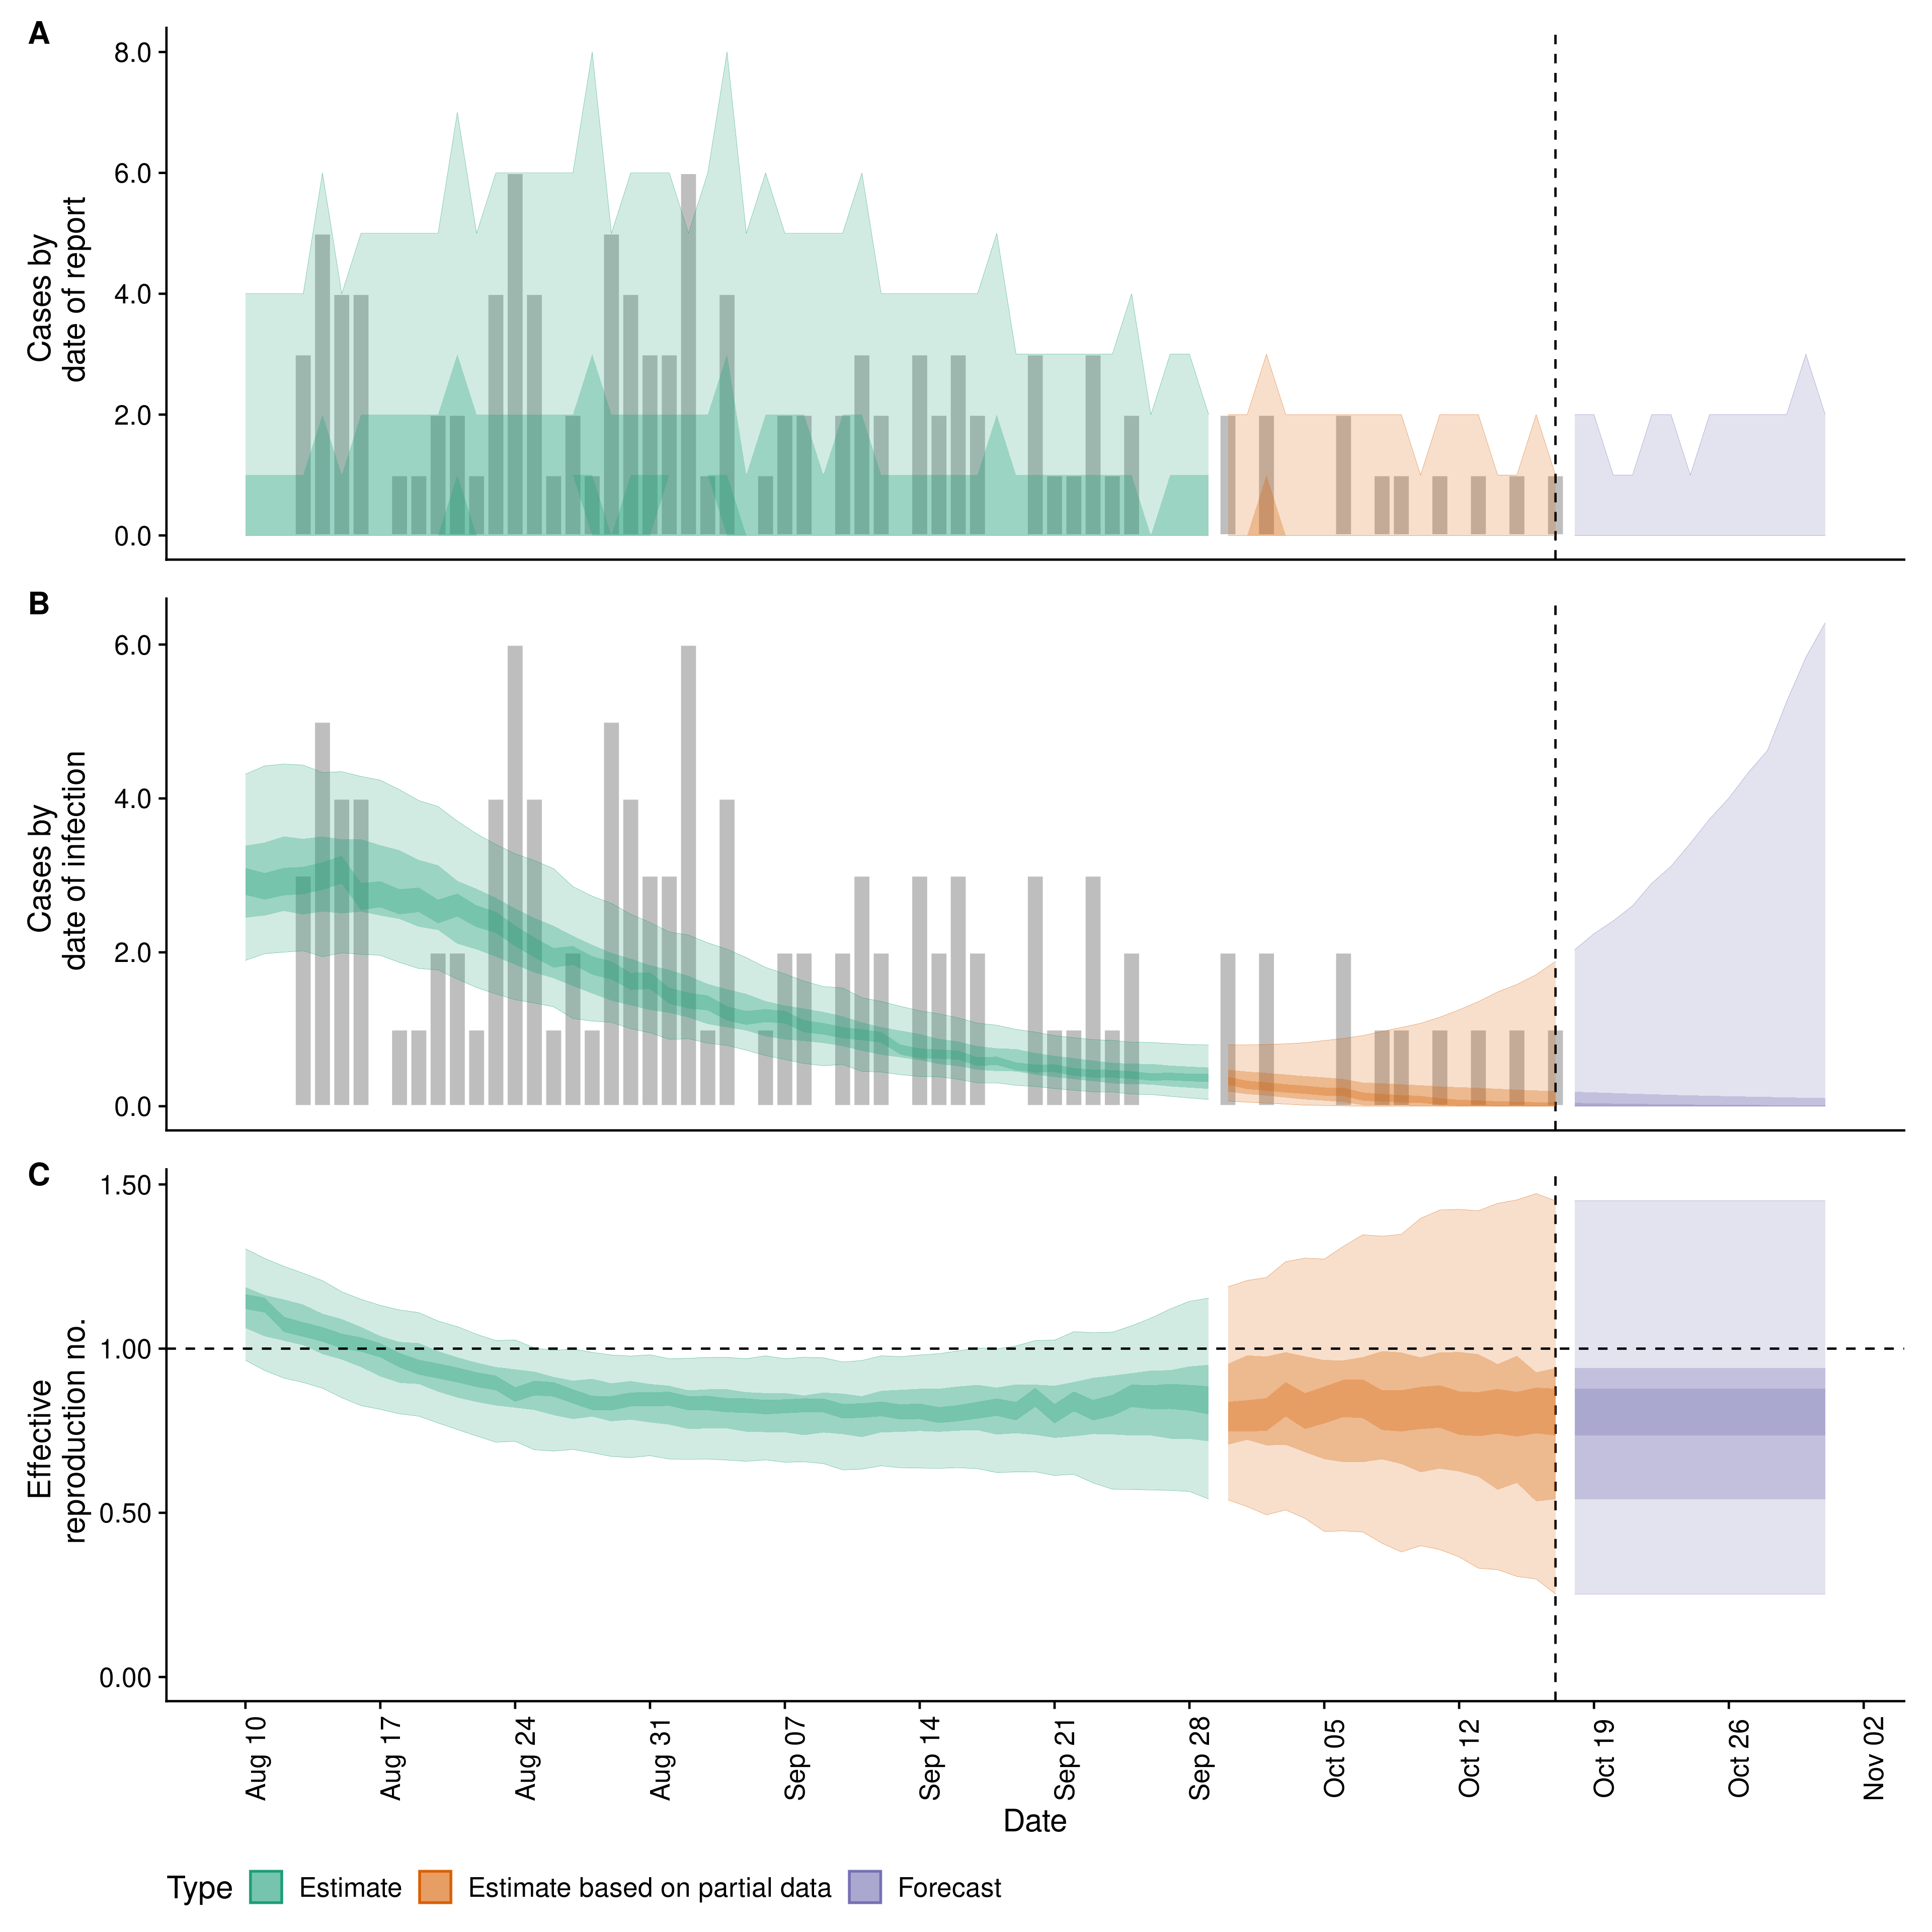 A
Cases by
date of report
8.0
6.0
4.0
2.0
0.0
B
Cases by
date of infection
6.0
4.0
2.0
0.0
C
Effective
reproduction no.
1.50
1.00
0.50
0.00
Aug 10
Aug 17
Aug 24
Aug 31
Sep 07
Sep 14
Sep 21
Sep 28
Oct 05
Oct 12
Oct 19
Oct 26
Nov 02
Date
Type Estimate Estimate based on partial data Forecast